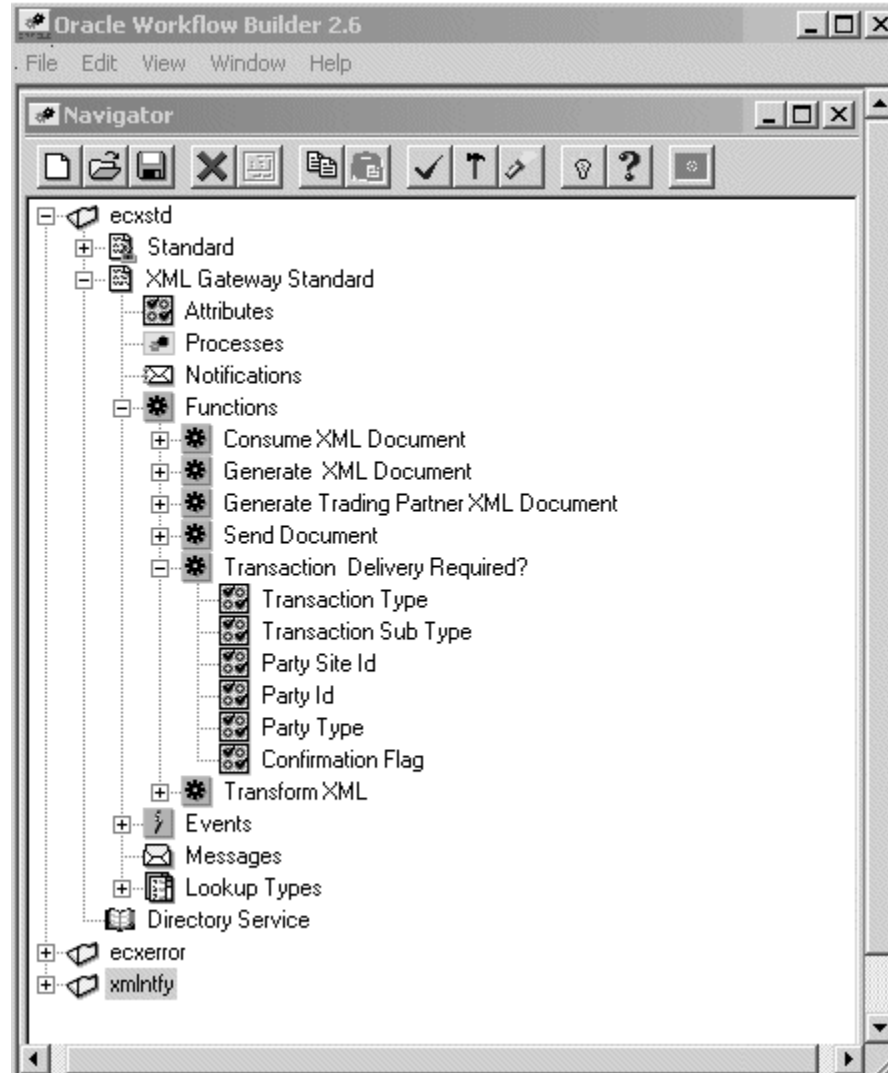 Oracle Workflow Builder 2.6
File Edit View Window Help
Navigator
ecxstd
Standard
XML Gateway Standard
Attributes
Processes
Notifications
Functions
Consume XML Document
Generate XML Document
Generate Trading Partner XML Document
Send Document
Transaction Delivery Required?
Transaction Type
Transaction Sub Type
Party Site Id
Party Id
Party Type
Confirmation Flag
Transform XML
Events
Messages
Lookup Types
Directory Service
ecxerror
xmlntfy